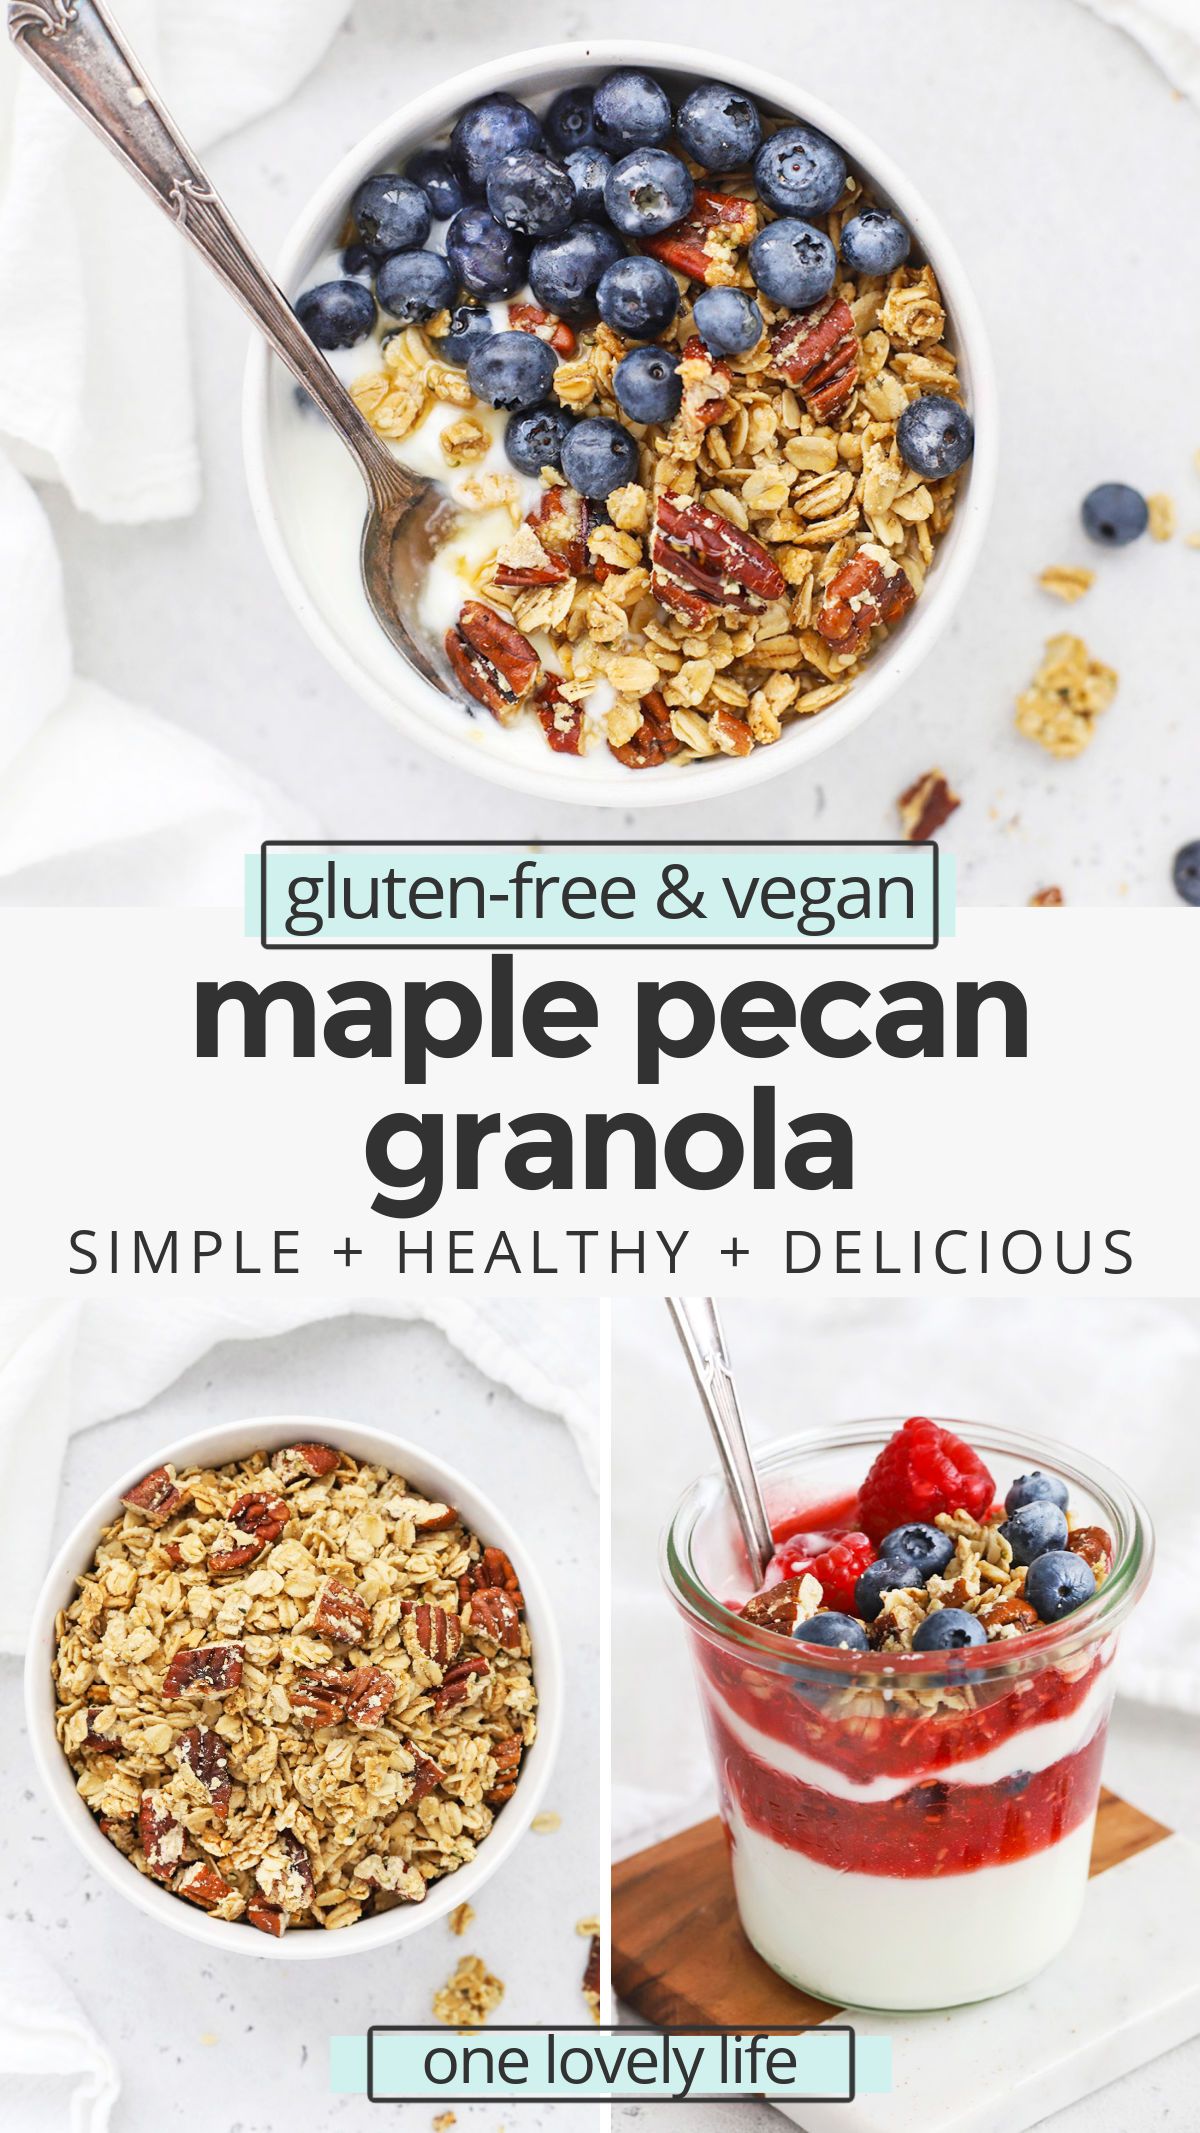 gluten-free & vegan
maple pecan
granola
SIMPLE + HEALTHY + DELICIOUS
one lovely life